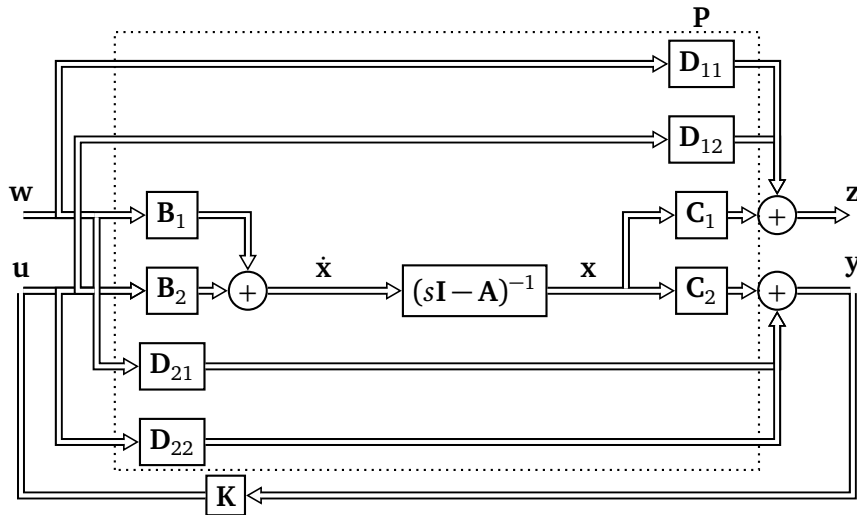 P
D₁₁
D₁₂
w B₁ C₁ + z
u B₂ + ẋ (sI − A)⁻¹ x C₂ + y
D₂₁
D₂₂
K